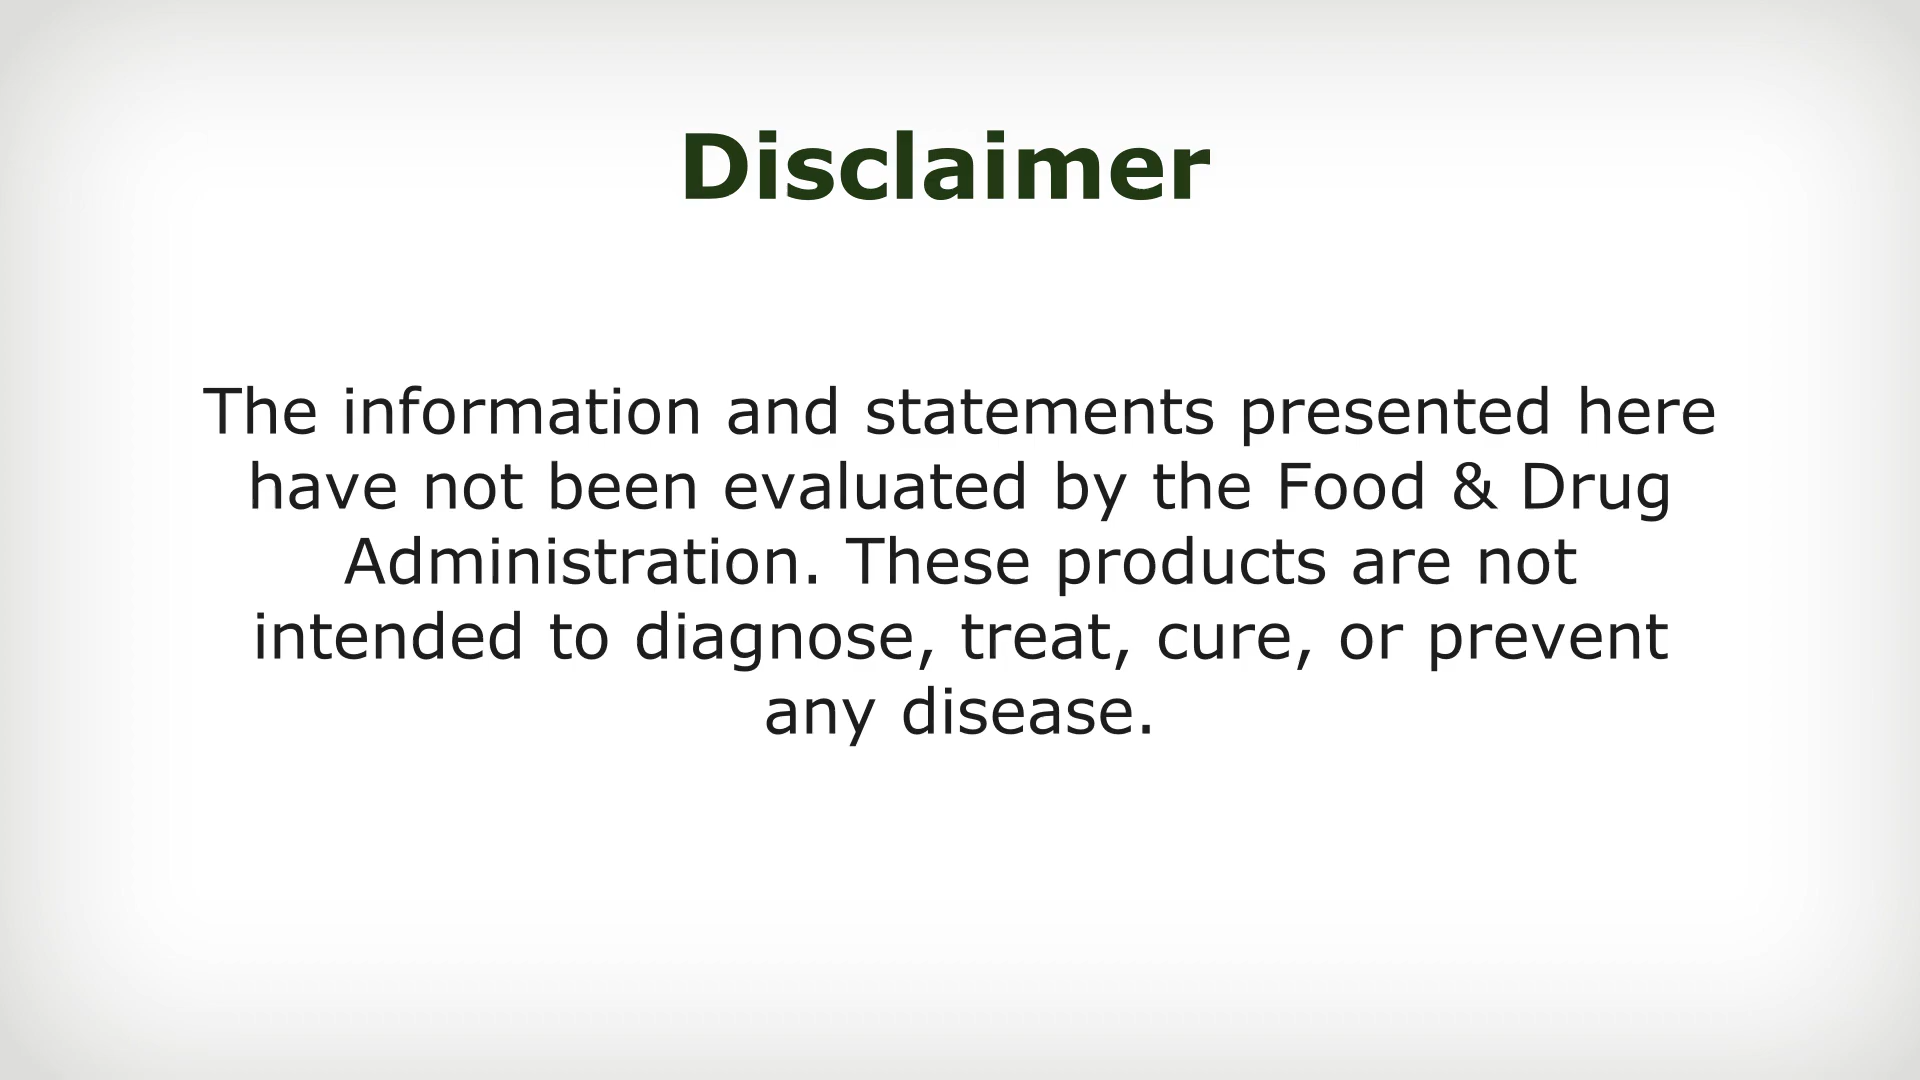 Disclaimer
The information and statements presented here
have not been evaluated by the Food & Drug
Administration. These products are not
intended to diagnose, treat, cure, or prevent
any disease.